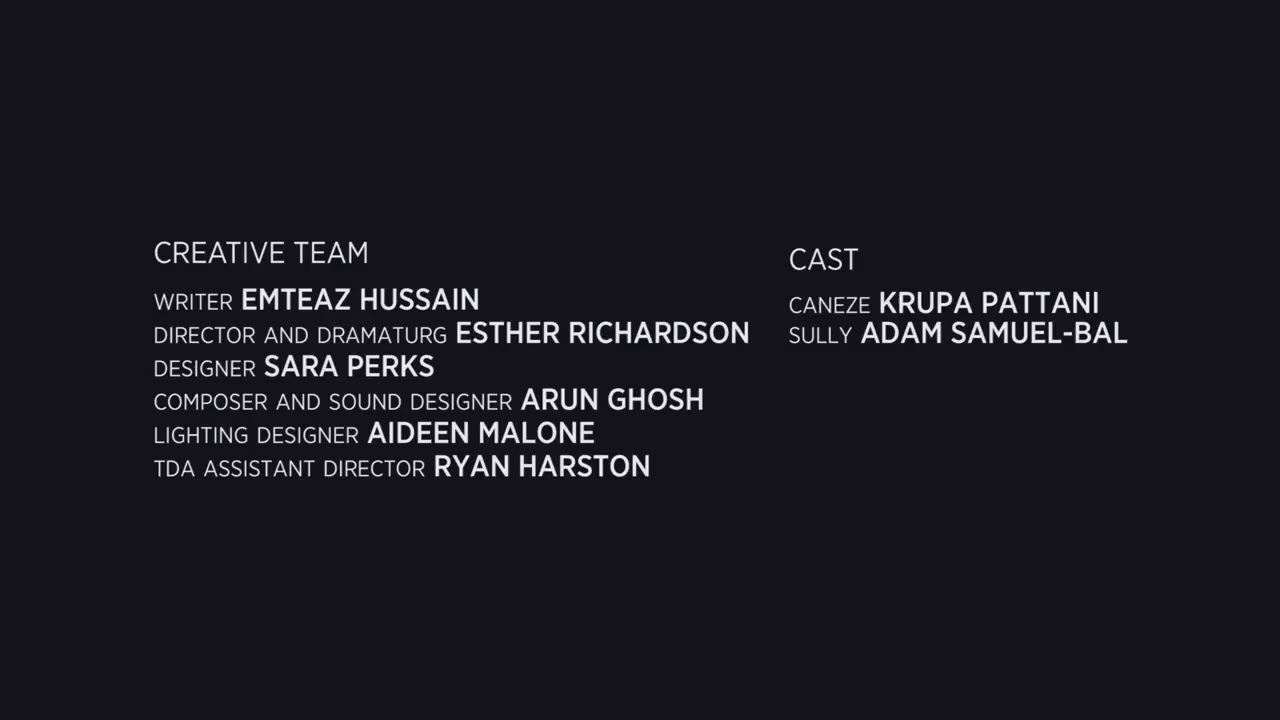 CREATIVE TEAM
WRITER EMTEAZ HUSSAIN
DIRECTOR AND DRAMATURG ESTHER RICHARDSON
DESIGNER SARA PERKS
COMPOSER AND SOUND DESIGNER ARUN GHOSH
LIGHTING DESIGNER AIDEEN MALONE
TDA ASSISTANT DIRECTOR RYAN HARSTON
CAST
CANEZE KRUPA PATTANI
SULLY ADAM SAMUEL-BAL